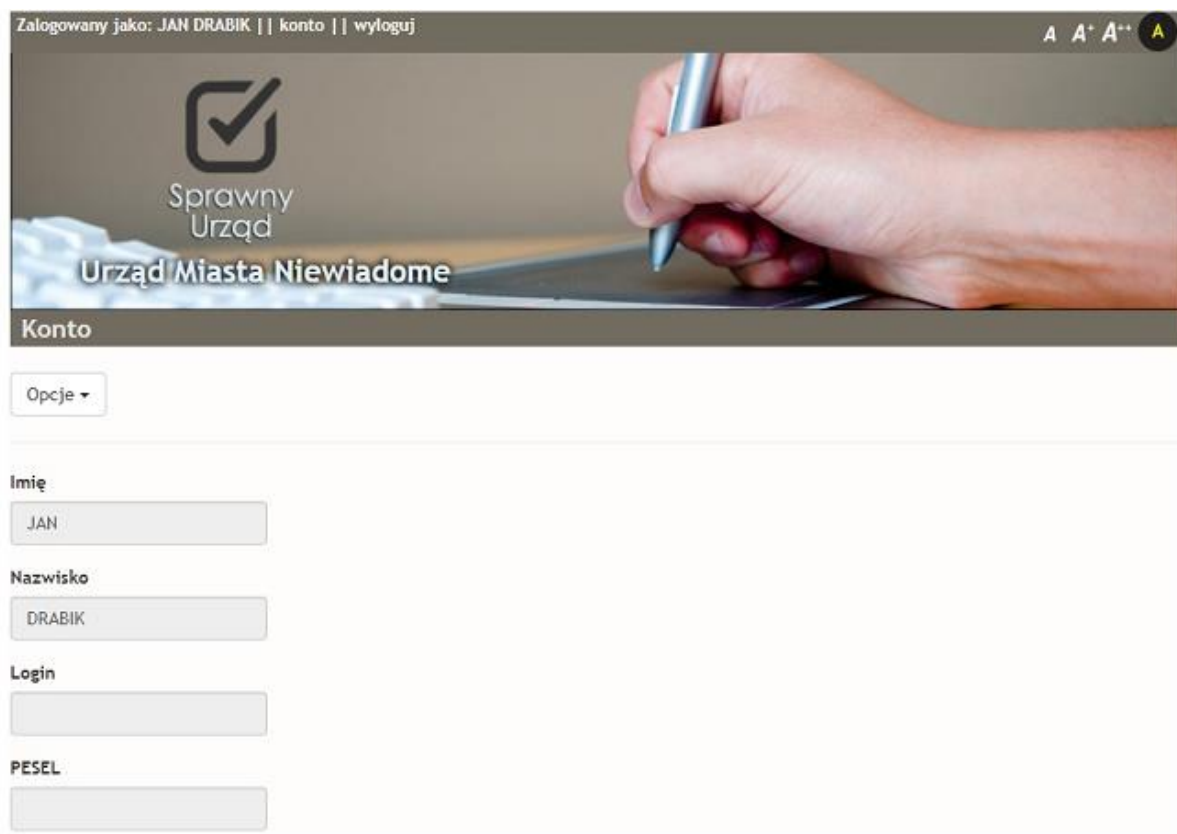 Zalogowany jako: JAN DRABIK || konto || wyloguj
A A+ A++ A
Sprawny
Urząd
Urząd Miasta Niewiadome
Konto
Opcje
Imię
JAN
Nazwisko
DRABIK
Login
PESEL